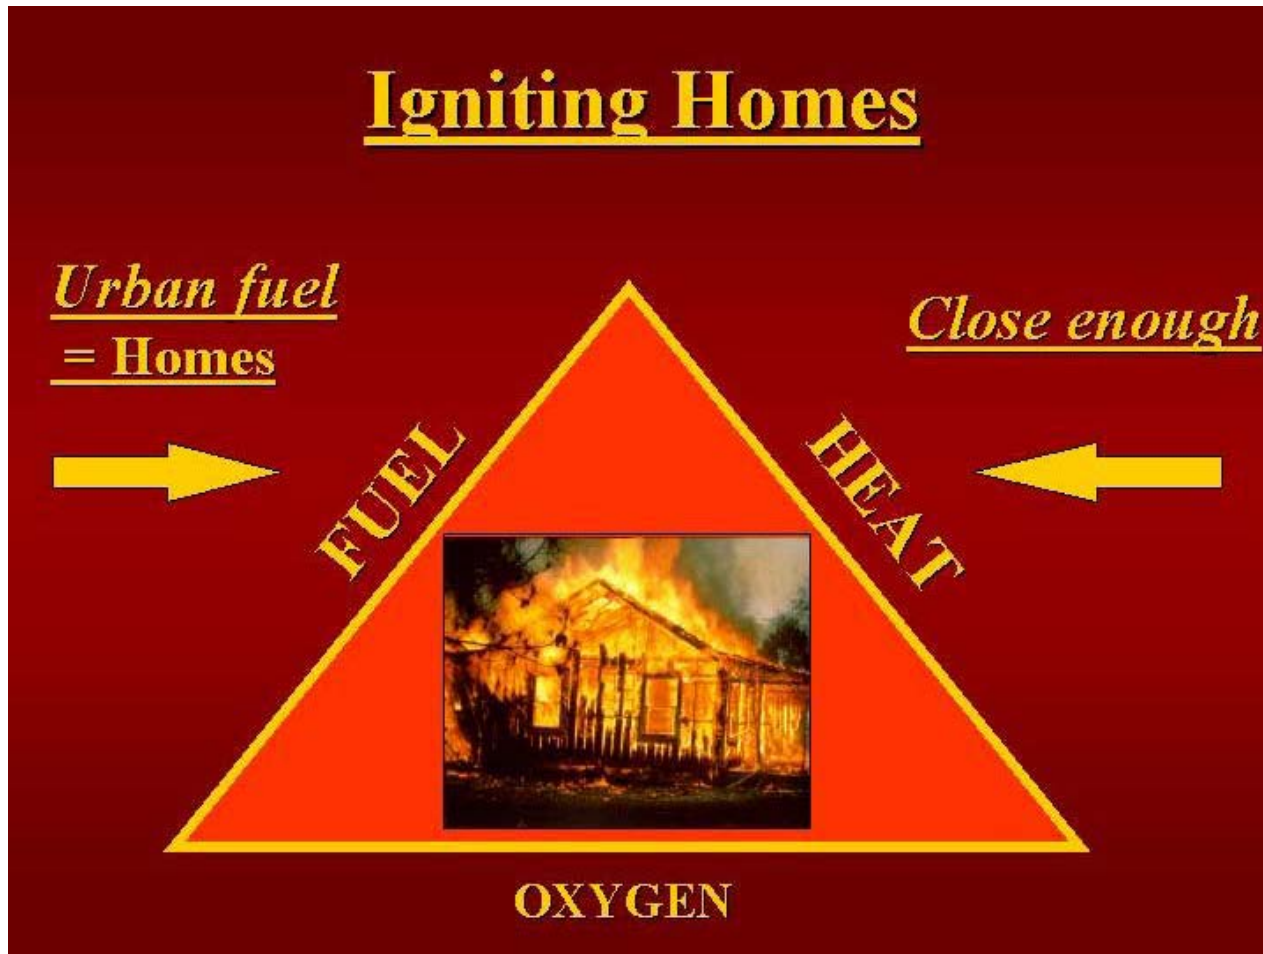 Igniting Homes
Urban fuel
= Homes
Close enough
FUEL
HEAT
OXYGEN